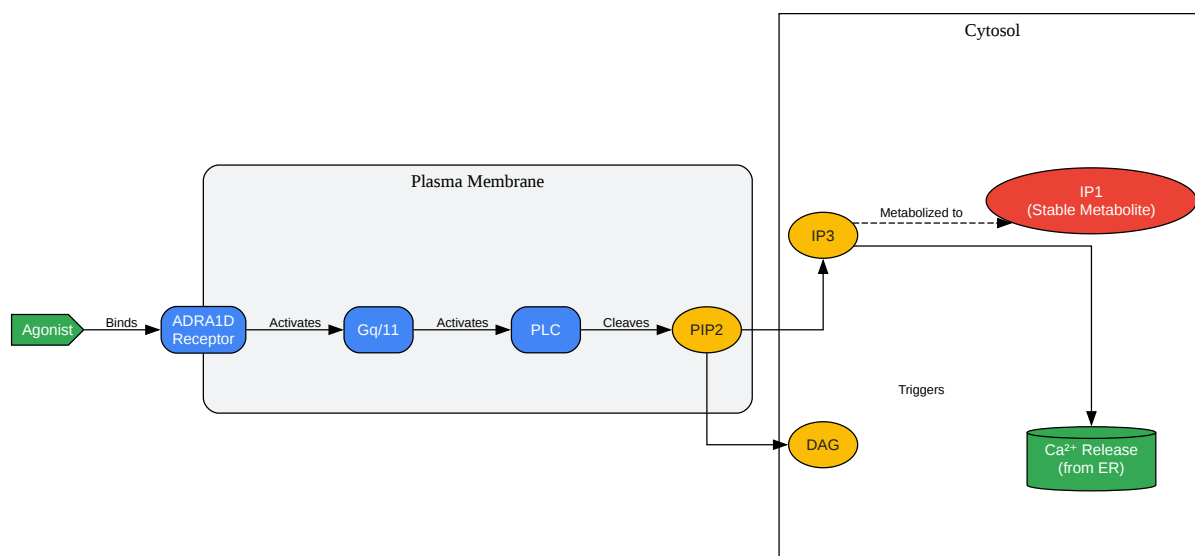 Cytosol
Plasma Membrane
IP1
(Stable Metabolite)
Metabolized to
IP3
Agonist
Binds
ADRA1D
Receptor
Activates
Gq/11
Activates
PLC
Cleaves
PIP2
Triggers
DAG
Ca²⁺ Release
(from ER)